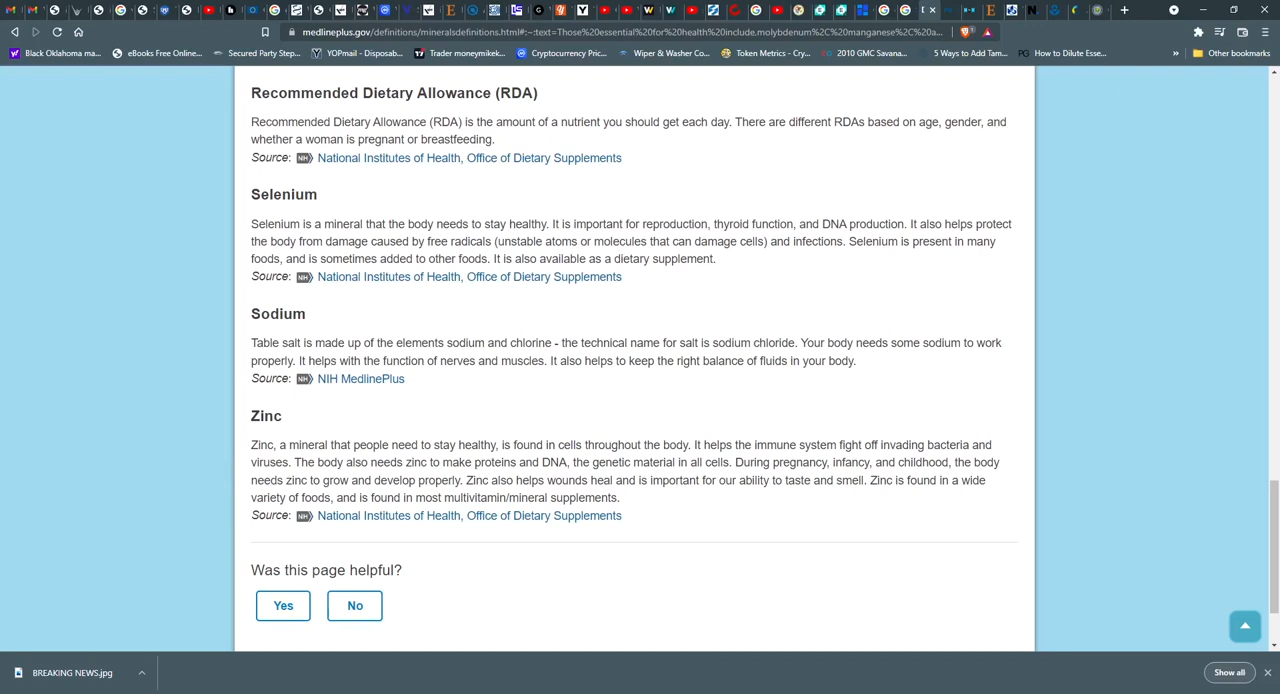 medlineplus.gov/definitions/mineralsdefinitions.html#:~:text=Those%20essential%20for%20health%20include,molybdenum%2C%20manganese%2C%20a...
Black Oklahoma ma... eBooks Free Online... Secured Party Step... YOPmail - Disposab... Trader moneymikek... Cryptocurrency Pric... Wiper & Washer Co... Token Metrics - Cry... 2010 GMC Savana... 5 Ways to Add Tam... PG How to Dilute Esse... » Other bookmarks
Recommended Dietary Allowance (RDA)
Recommended Dietary Allowance (RDA) is the amount of a nutrient you should get each day. There are different RDAs based on age, gender, and
whether a woman is pregnant or breastfeeding.
Source: NIH National Institutes of Health, Office of Dietary Supplements
Selenium
Selenium is a mineral that the body needs to stay healthy. It is important for reproduction, thyroid function, and DNA production. It also helps protect
the body from damage caused by free radicals (unstable atoms or molecules that can damage cells) and infections. Selenium is present in many
foods, and is sometimes added to other foods. It is also available as a dietary supplement.
Source: NIH National Institutes of Health, Office of Dietary Supplements
Sodium
Table salt is made up of the elements sodium and chlorine - the technical name for salt is sodium chloride. Your body needs some sodium to work
properly. It helps with the function of nerves and muscles. It also helps to keep the right balance of fluids in your body.
Source: NIH NIH MedlinePlus
Zinc
Zinc, a mineral that people need to stay healthy, is found in cells throughout the body. It helps the immune system fight off invading bacteria and
viruses. The body also needs zinc to make proteins and DNA, the genetic material in all cells. During pregnancy, infancy, and childhood, the body
needs zinc to grow and develop properly. Zinc also helps wounds heal and is important for our ability to taste and smell. Zinc is found in a wide
variety of foods, and is found in most multivitamin/mineral supplements.
Source: NIH National Institutes of Health, Office of Dietary Supplements
Was this page helpful?
Yes No
BREAKING NEWS.jpg Show all